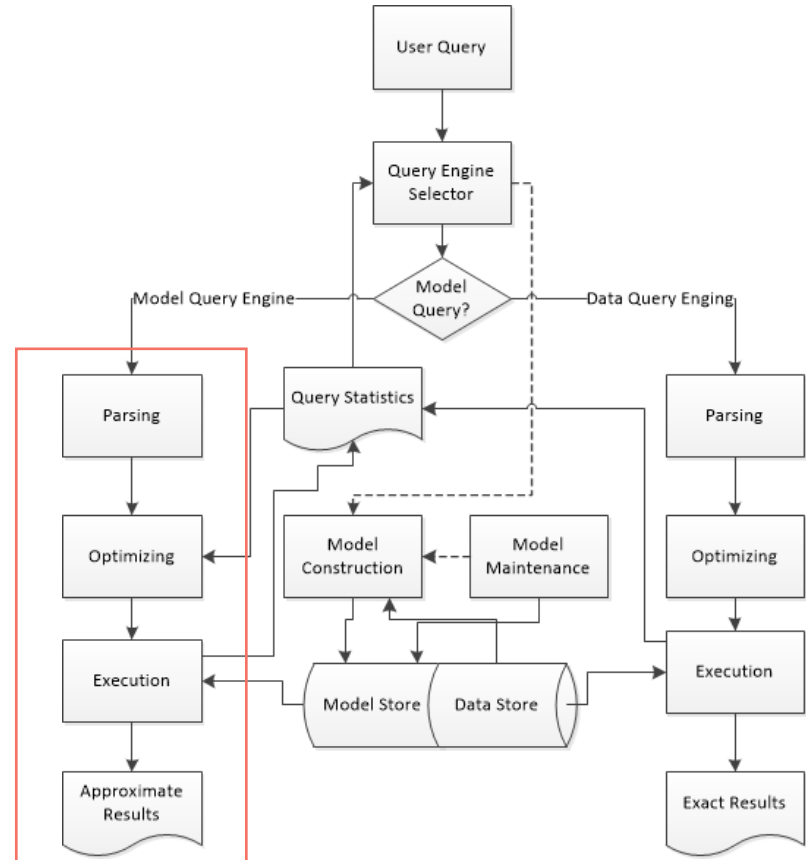 User Query
Query Engine
Selector
Model
Query?
Model Query Engine
Data Query Enging
Parsing
Query Statistics
Parsing
Optimizing
Model
Construction
Model
Maintenance
Optimizing
Execution
Model Store
Data Store
Execution
Approximate
Results
Exact Results